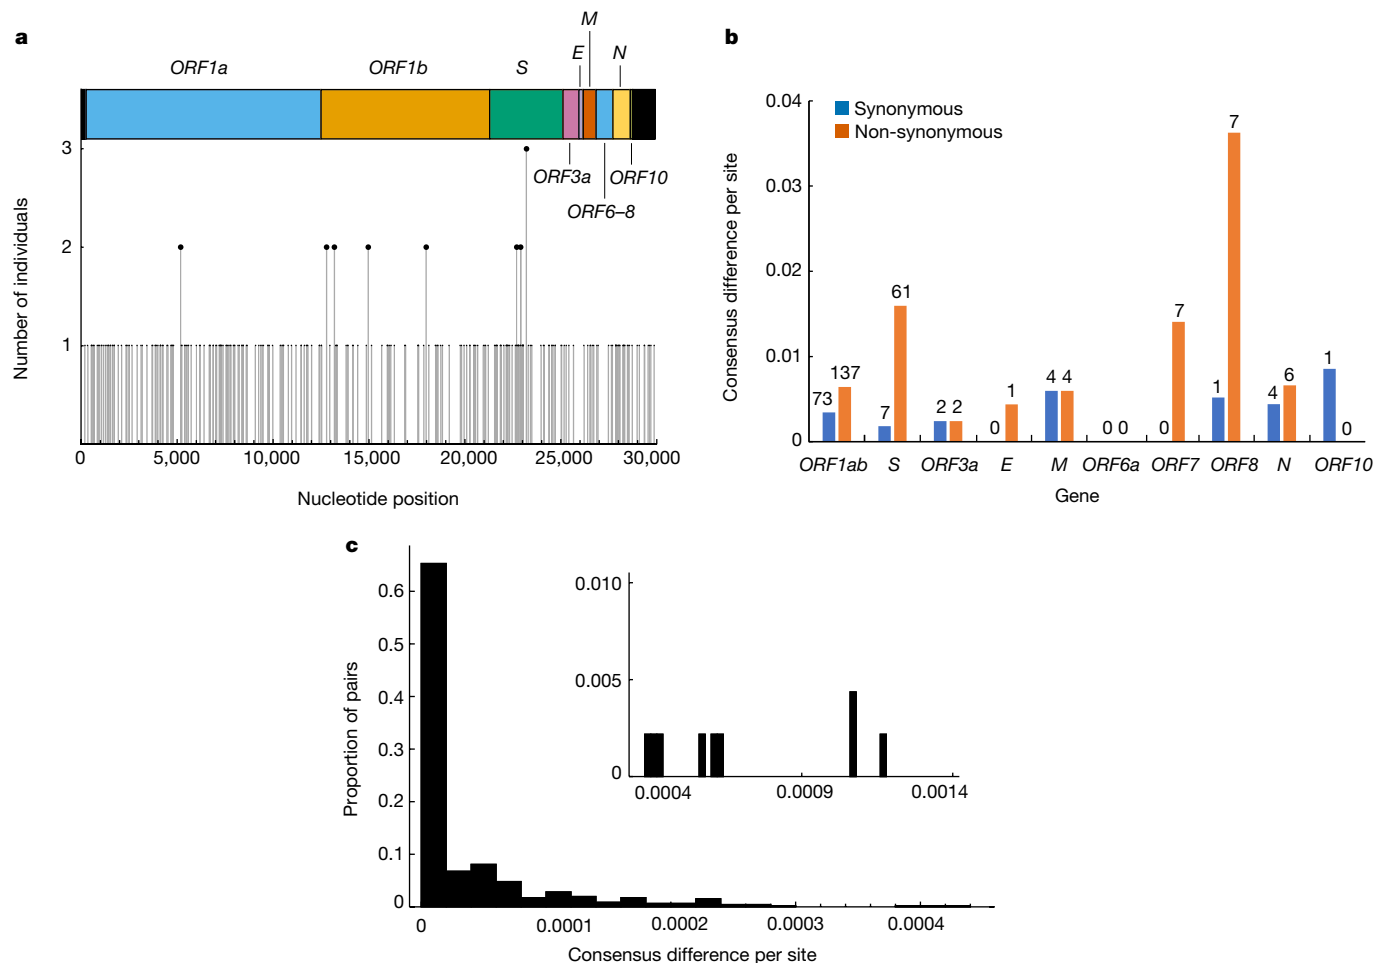 a
ORF1a
ORF1b
S
E
M
N
ORF3a
ORF10
ORF6–8
Number of individuals
3
2
1
0
5,000
10,000
15,000
20,000
25,000
30,000
Nucleotide position
b
Synonymous
Non-synonymous
Consensus difference per site
0.04
0.03
0.02
0.01
0
73
137
7
61
2 2
0
1
4 4
0 0
0
7
1
7
4
6
1
0
ORF1ab
S
ORF3a
E
M
ORF6a
ORF7
ORF8
N
ORF10
Gene
c
Proportion of pairs
0.6
0.5
0.4
0.3
0.2
0.1
0
0
0.0001
0.0002
0.0003
0.0004
Consensus difference per site
0.010
0.005
0
0.0004
0.0009
0.0014